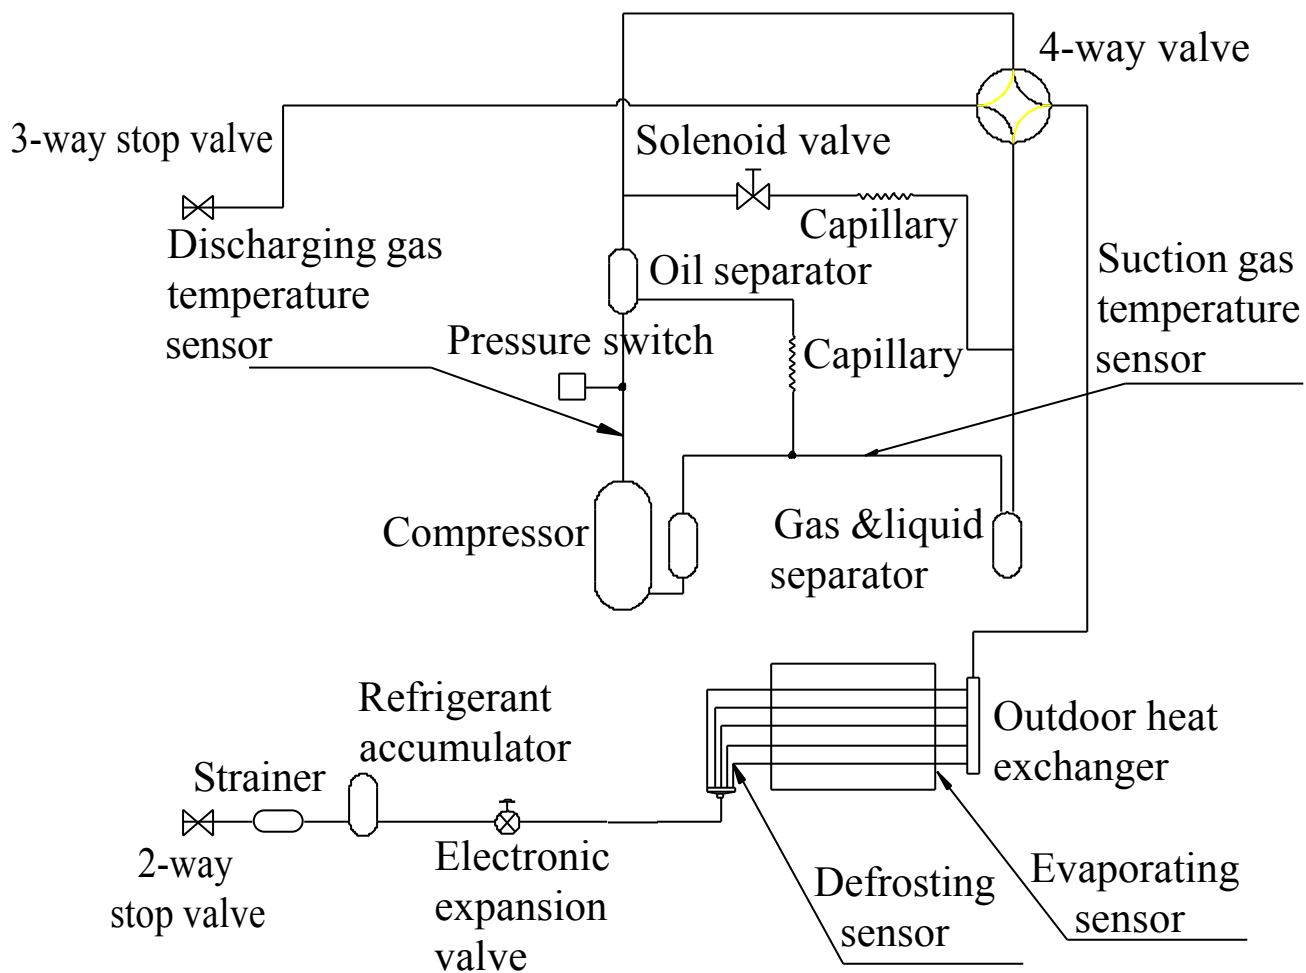 4-way valve
3-way stop valve
Solenoid valve
Capillary
Discharging gas
temperature
sensor
Oil separator
Suction gas
temperature
sensor
Pressure switch
Capillary
Compressor
Gas &liquid
separator
Refrigerant
accumulator
Outdoor heat
exchanger
Strainer
2-way
stop valve
Electronic
expansion
valve
Defrosting
sensor
Evaporating
sensor